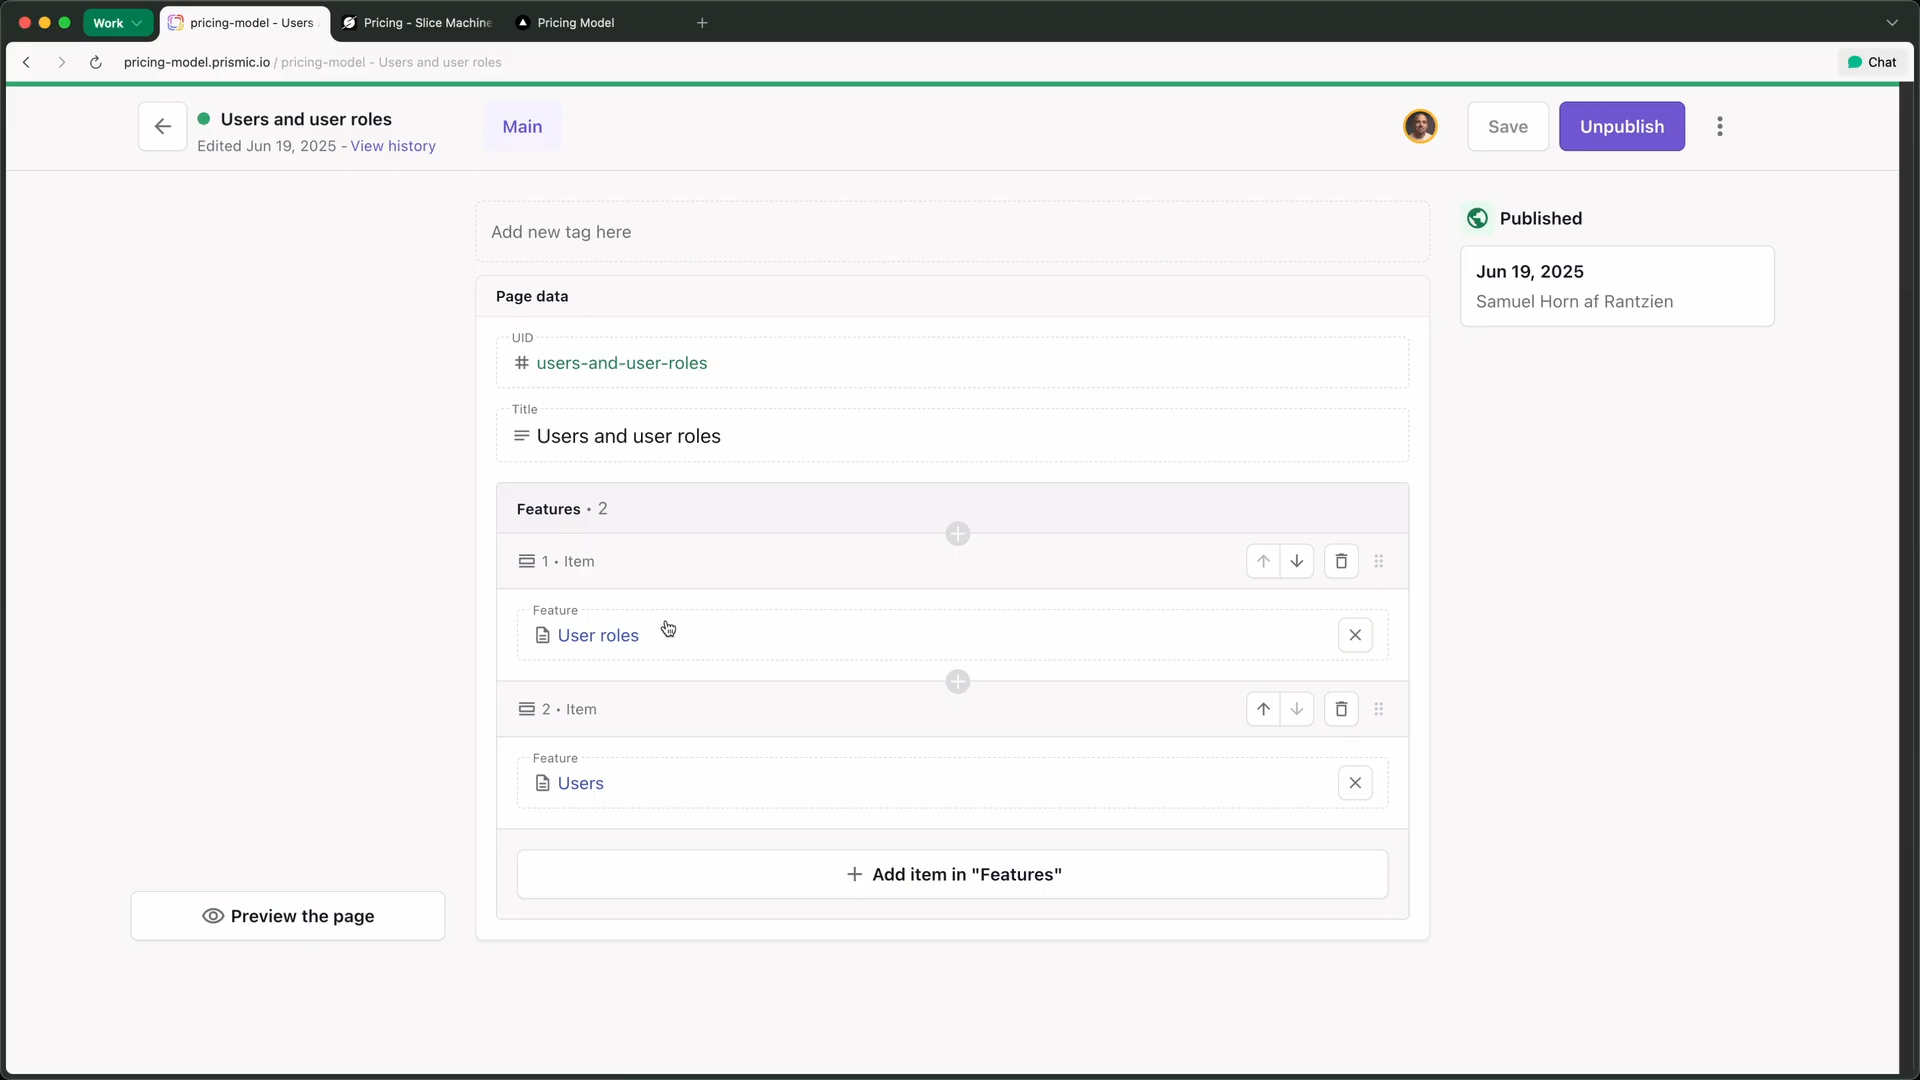 Work
pricing-model - Users
Pricing - Slice Machine
Pricing Model
pricing-model.prismic.io / pricing-model - Users and user roles
Chat
Users and user roles
Edited Jun 19, 2025 - View history
Main
Save
Unpublish
Add new tag here
Published
Jun 19, 2025
Samuel Horn af Rantzien
Page data
UID
# users-and-user-roles
Title
Users and user roles
Features • 2
1 • Item
Feature
User roles
2 • Item
Feature
Users
+ Add item in "Features"
Preview the page